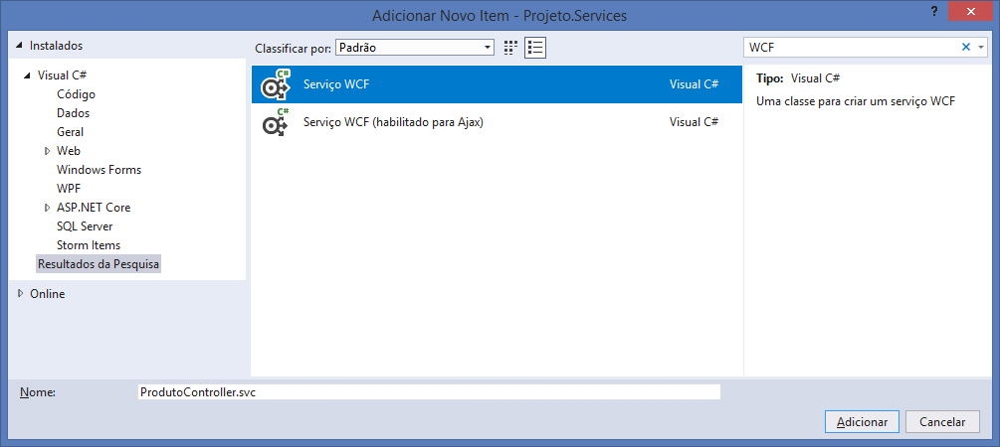 Adicionar Novo Item - Projeto.Services
?
Instalados
Classificar por: Padrão
WCF
Visual C#
Código
Dados
Geral
Web
Windows Forms
WPF
ASP.NET Core
SQL Server
Storm Items
Resultados da Pesquisa
Online
C# Serviço WCF Visual C#
C# Serviço WCF (habilitado para Ajax) Visual C#
Tipo: Visual C#
Uma classe para criar um serviço WCF
Nome: ProdutoController.svc
Adicionar Cancelar